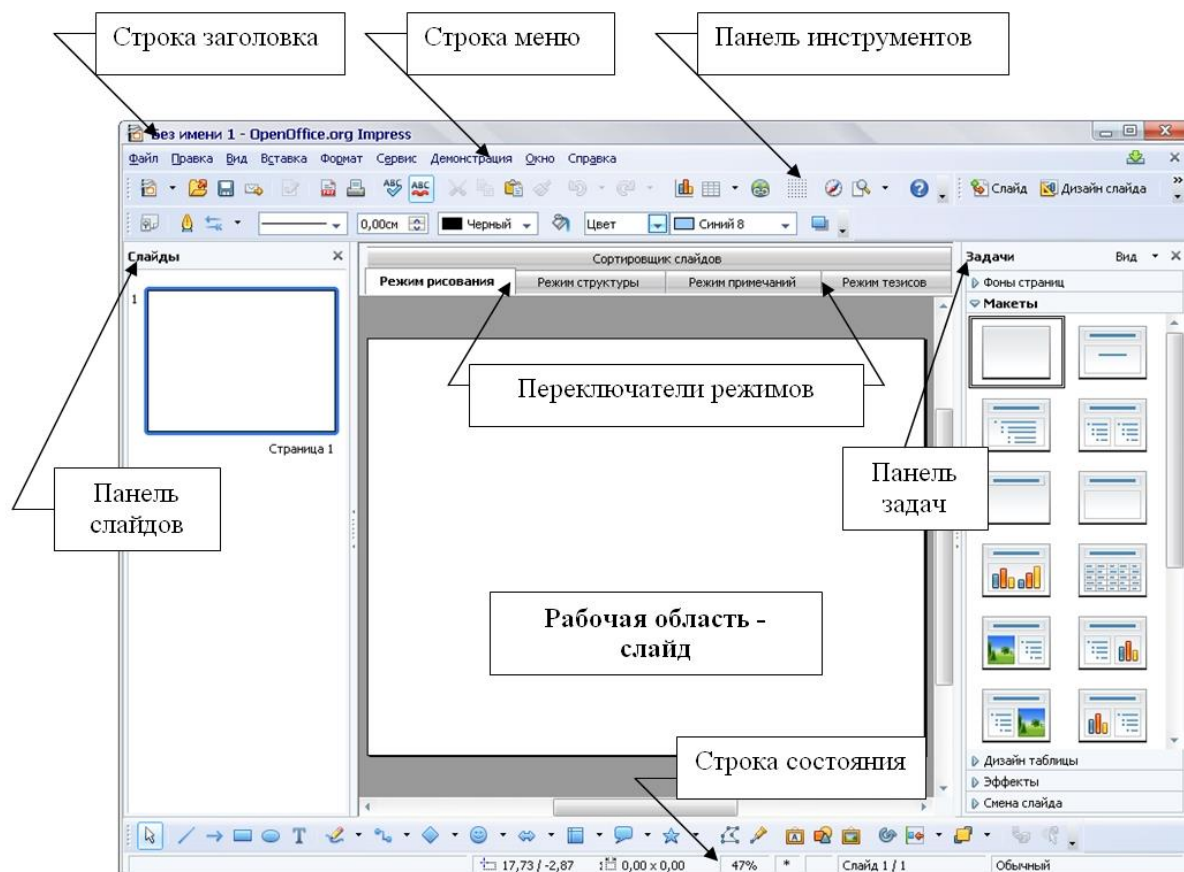 Строка заголовка
Строка меню
Панель инструментов
Без имени 1 - OpenOffice.org Impress
Файл Правка Вид Вставка Формат Сервис Демонстрация Окно Справка
ABC ABC Слайд Дизайн слайда
0,00см Черный Цвет Синий 8
Слайды
Сортировщик слайдов
Режим рисования Режим структуры Режим примечаний Режим тезисов
Задачи Вид
Фоны страниц
Макеты
1
Страница 1
Переключатели режимов
Панель
слайдов
Панель
задач
Рабочая область -
слайд
Строка состояния
Дизайн таблицы
Эффекты
Смена слайда
17,73 / -2,87 0,00 x 0,00 47% * Слайд 1 / 1 Обычный